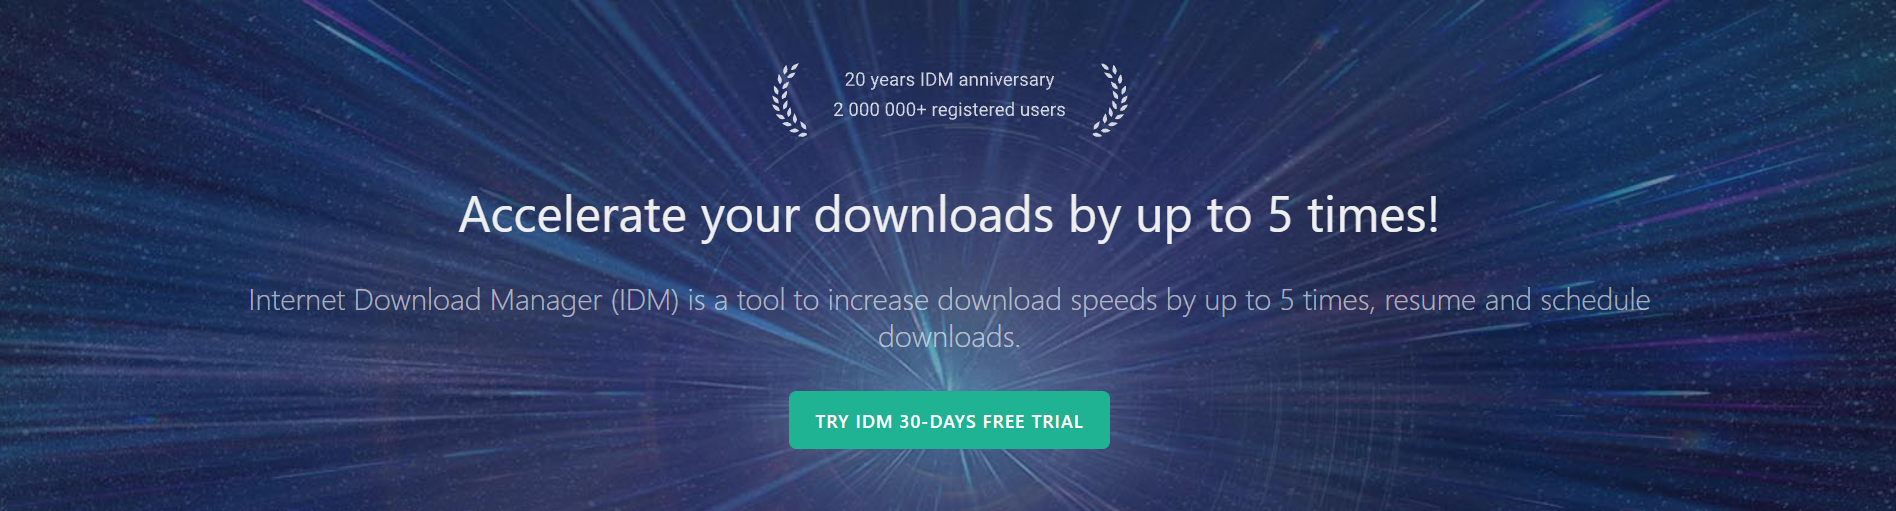 20 years IDM anniversary
2 000 000+ registered users
Accelerate your downloads by up to 5 times!
Internet Download Manager (IDM) is a tool to increase download speeds by up to 5 times, resume and schedule
downloads.
TRY IDM 30-DAYS FREE TRIAL